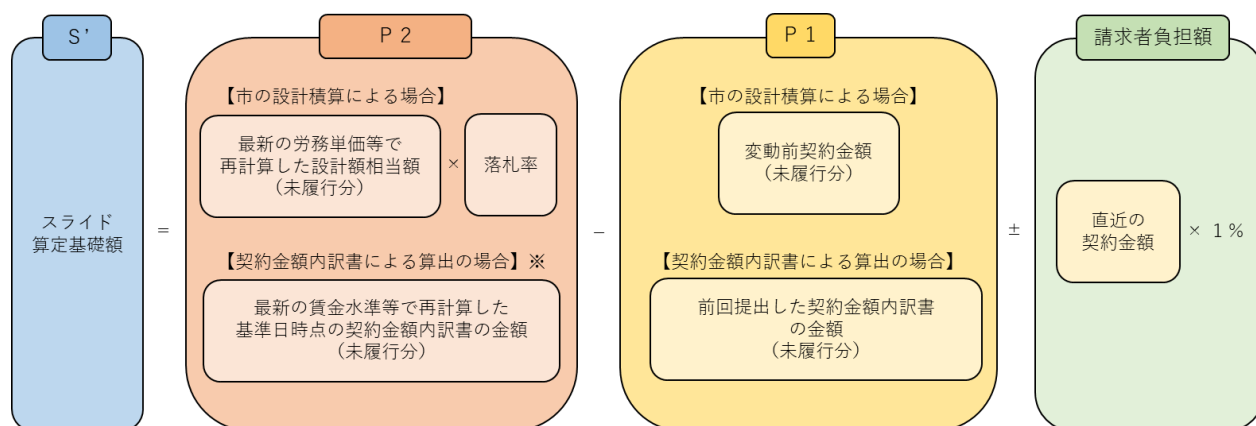 S’
P 2
P 1
請求者負担額
【市の設計積算による場合】
最新の労務単価等で
再計算した設計額相当額
(未履行分)
×
落札率
【契約金額内訳書による算出の場合】※
最新の賃金水準等で再計算した
基準日時点の契約金額内訳書の金額
(未履行分)
【市の設計積算による場合】
変動前契約金額
(未履行分)
【契約金額内訳書による算出の場合】
前回提出した契約金額内訳書
の金額
(未履行分)
スライド
算定基礎額
=
−
±
直近の
契約金額
× 1%